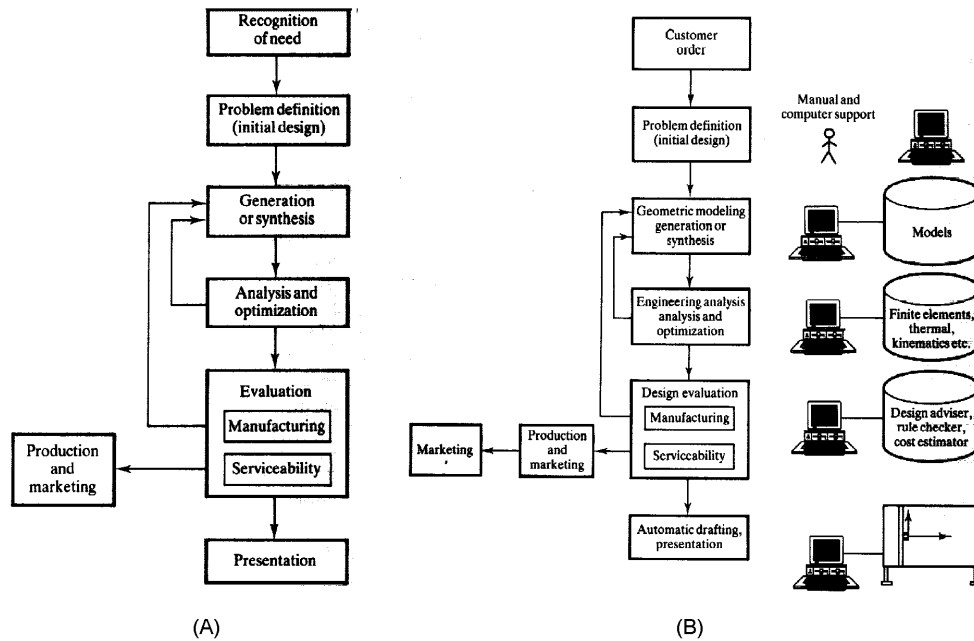 Recognition
of need
Problem definition
(initial design)
Generation
or synthesis
Analysis and
optimization
Evaluation
Manufacturing
Serviceability
Production
and
marketing
Presentation
(A)
Customer
order
Problem definition
(initial design)
Geometric modeling
generation or
synthesis
Engineering analysis
analysis and
optimization
Design evaluation
Manufacturing
Serviceability
Production
and
marketing
Marketing
Automatic drafting,
presentation
(B)
Manual and
computer support
Models
Finite elements,
thermal,
kinematics etc.
Design adviser,
rule checker,
cost estimator